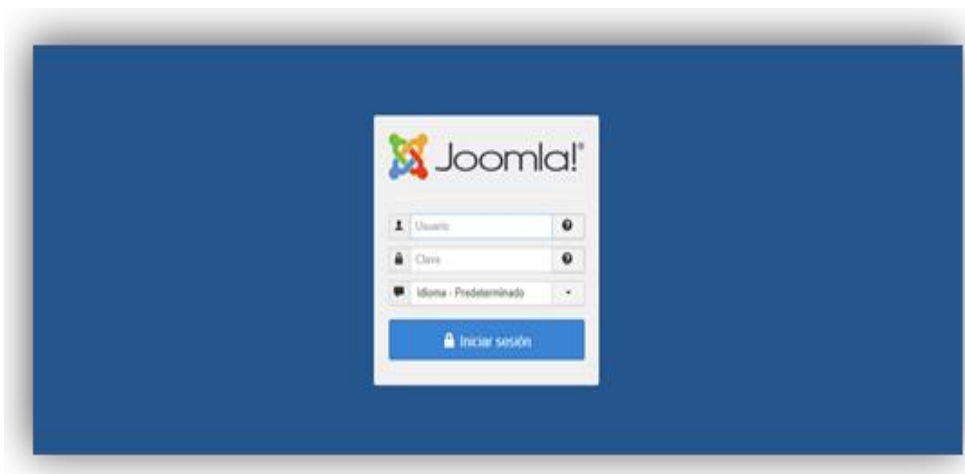 Joomla!®
Usuario
Clave
Idioma - Predeterminado
Iniciar sesión